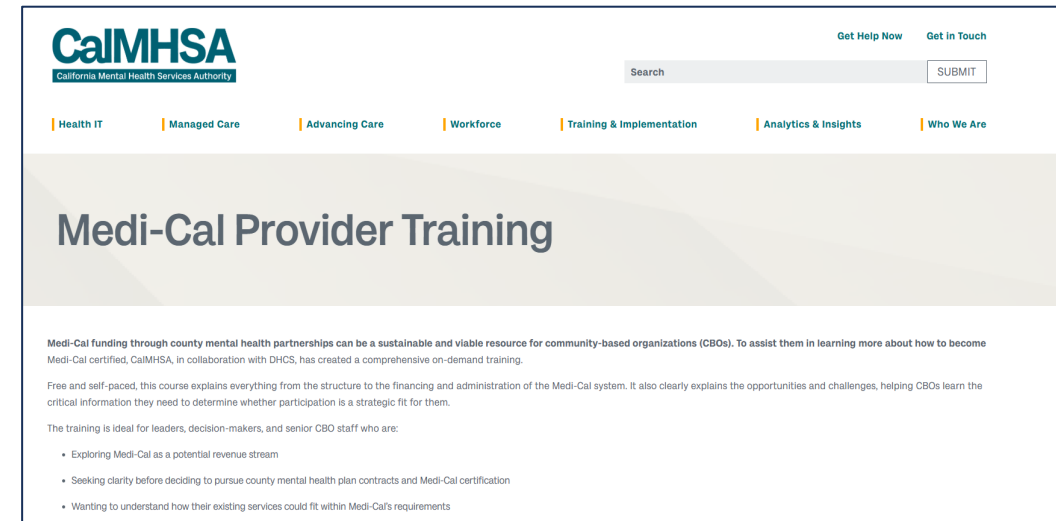 CalMHSA
California Mental Health Services Authority
Get Help Now Get in Touch
Search SUBMIT
Health IT Managed Care Advancing Care Workforce Training & Implementation Analytics & Insights Who We Are
Medi-Cal Provider Training
Medi-Cal funding through county mental health partnerships can be a sustainable and viable resource for community-based organizations (CBOs). To assist them in learning more about how to become
Medi-Cal certified, CalMHSA, in collaboration with DHCS, has created a comprehensive on-demand training.
Free and self-paced, this course explains everything from the structure to the financing and administration of the Medi-Cal system. It also clearly explains the opportunities and challenges, helping CBOs learn the
critical information they need to determine whether participation is a strategic fit for them.
The training is ideal for leaders, decision-makers, and senior CBO staff who are:
• Exploring Medi-Cal as a potential revenue stream
• Seeking clarity before deciding to pursue county mental health plan contracts and Medi-Cal certification
• Wanting to understand how their existing services could fit within Medi-Cal's requirements